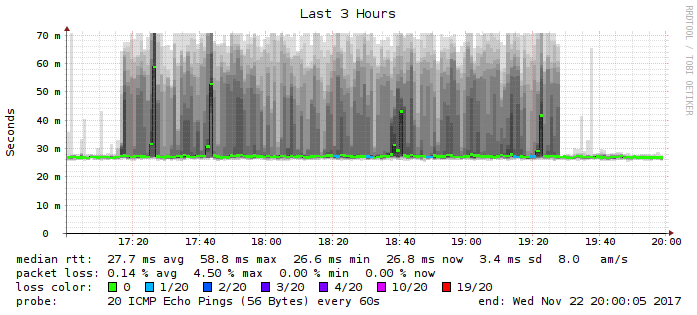 Last 3 Hours
RRDTOOL / TOBI OETIKER
Seconds
70 m
60 m
50 m
40 m
30 m
20 m
10 m
0
17:20 17:40 18:00 18:20 18:40 19:00 19:20 19:40 20:00
median rtt: 27.7 ms avg 58.8 ms max 26.6 ms min 26.8 ms now 3.4 ms sd 8.0 am/s
packet loss: 0.14 % avg 4.50 % max 0.00 % min 0.00 % now
loss color: 0 1/20 2/20 3/20 4/20 10/20 19/20
probe: 20 ICMP Echo Pings (56 Bytes) every 60s end: Wed Nov 22 20:00:05 2017